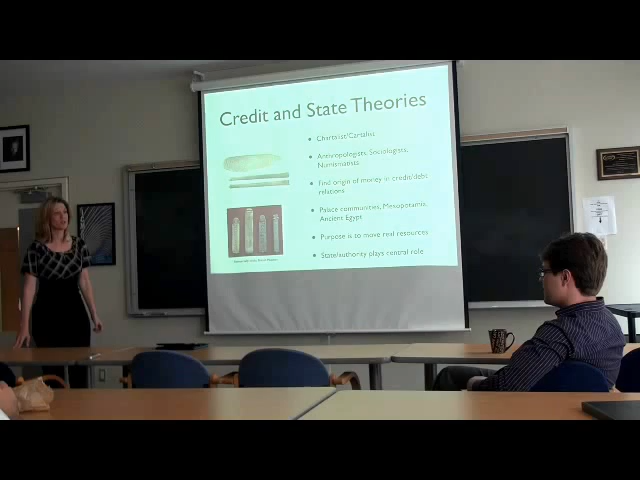 Credit and State Theories
• Chartalist/Cartalist
• Anthropologists, Sociologists,
Numismatists
• Find origin of money in credit/debt
relations
• Palace communities, Mesopotamia,
Ancient Egypt
• Purpose is to move real resources
• State/authority plays central role